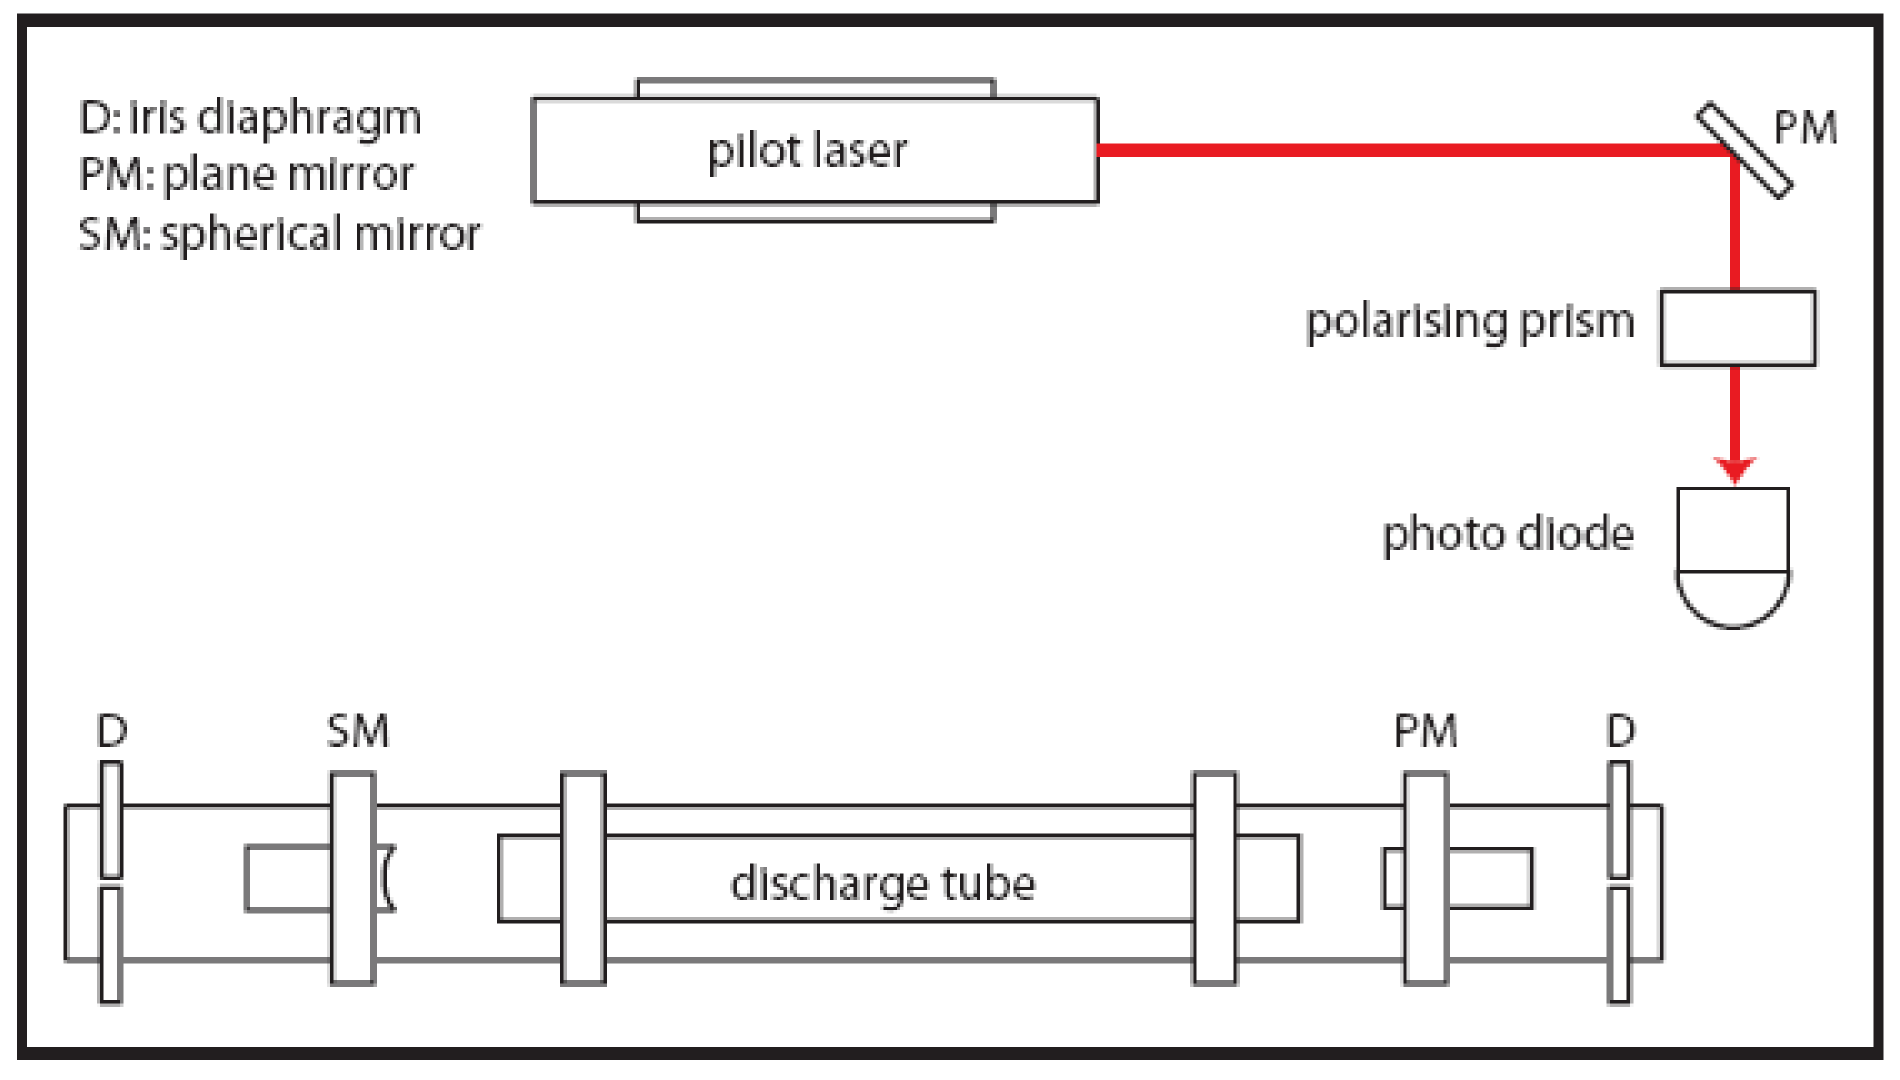 D: iris diaphragm
PM: plane mirror
SM: spherical mirror
pilot laser
PM
polarising prism
photo diode
D
SM
PM
D
discharge tube